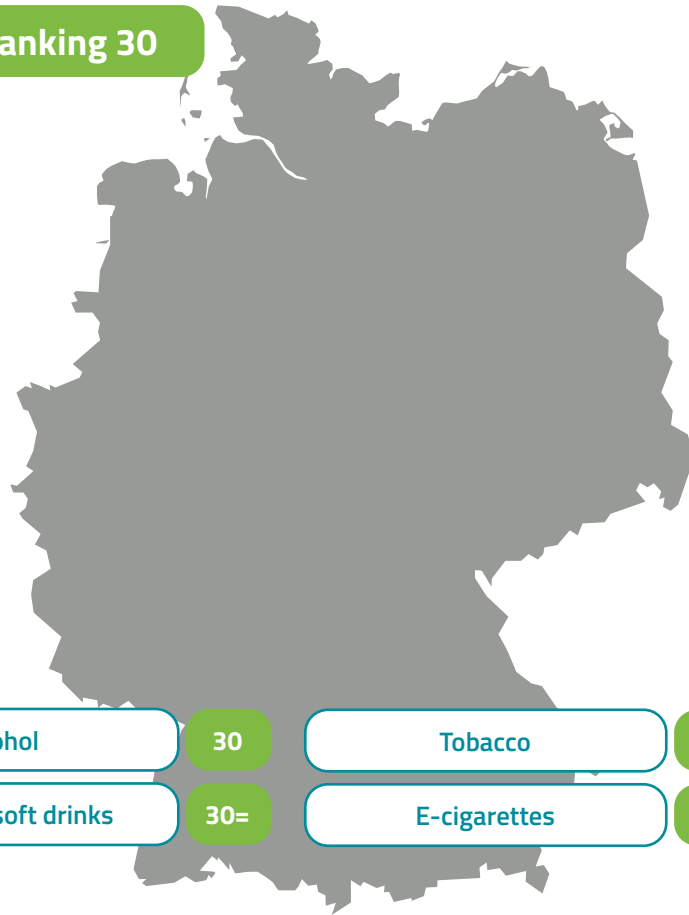 anking 30
ohol
30
Tobacco
soft drinks
30=
E-cigarettes